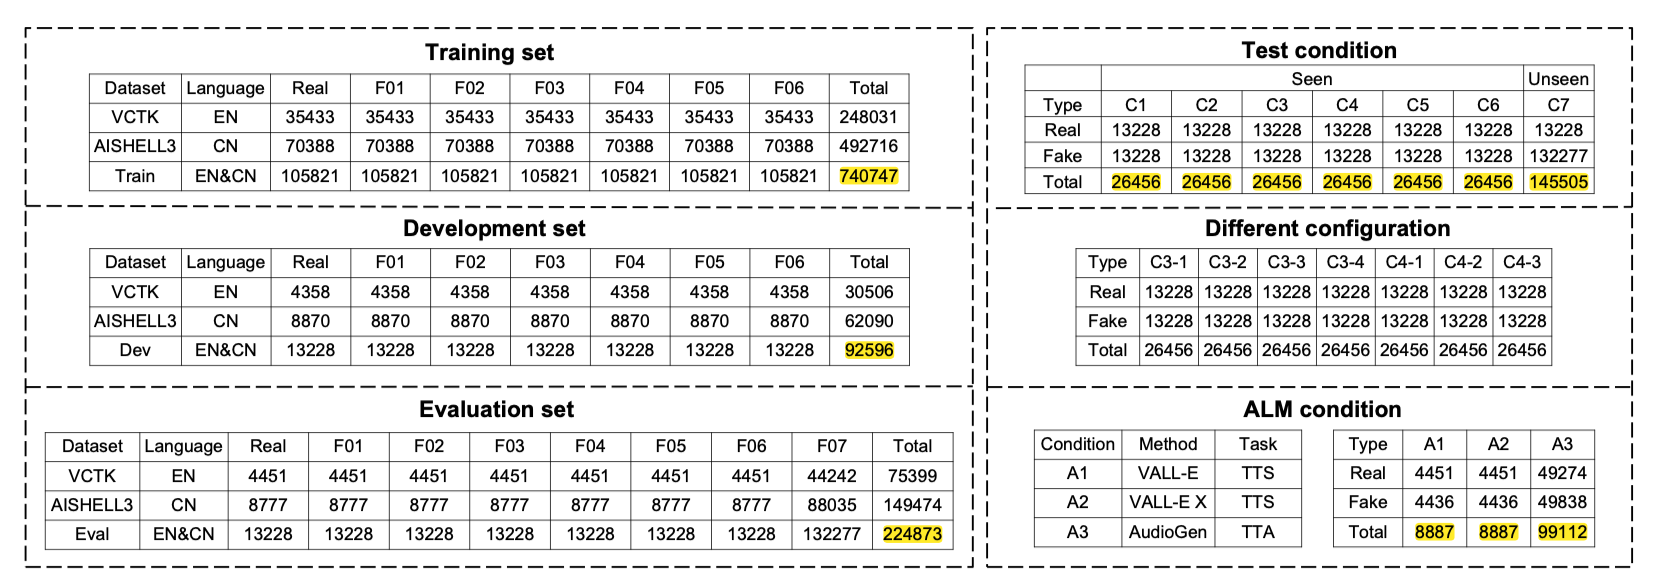 Training set
Dataset Language Real F01 F02 F03 F04 F05 F06 Total
VCTK EN 35433 35433 35433 35433 35433 35433 35433 248031
AISHELL3 CN 70388 70388 70388 70388 70388 70388 70388 492716
Train EN&CN 105821 105821 105821 105821 105821 105821 105821 740747
Development set
Dataset Language Real F01 F02 F03 F04 F05 F06 Total
VCTK EN 4358 4358 4358 4358 4358 4358 4358 30506
AISHELL3 CN 8870 8870 8870 8870 8870 8870 8870 62090
Dev EN&CN 13228 13228 13228 13228 13228 13228 13228 92596
Evaluation set
Dataset Language Real F01 F02 F03 F04 F05 F06 F07 Total
VCTK EN 4451 4451 4451 4451 4451 4451 4451 44242 75399
AISHELL3 CN 8777 8777 8777 8777 8777 8777 8777 88035 149474
Eval EN&CN 13228 13228 13228 13228 13228 13228 13228 132277 224873
Test condition
Seen Unseen
Type C1 C2 C3 C4 C5 C6 C7
Real 13228 13228 13228 13228 13228 13228 13228
Fake 13228 13228 13228 13228 13228 13228 132277
Total 26456 26456 26456 26456 26456 26456 145505
Different configuration
Type C3-1 C3-2 C3-3 C3-4 C4-1 C4-2 C4-3
Real 13228 13228 13228 13228 13228 13228 13228
Fake 13228 13228 13228 13228 13228 13228 13228
Total 26456 26456 26456 26456 26456 26456 26456
ALM condition
Condition Method Task
A1 VALL-E TTS
A2 VALL-E X TTS
A3 AudioGen TTA
Type A1 A2 A3
Real 4451 4451 49274
Fake 4436 4436 49838
Total 8887 8887 99112